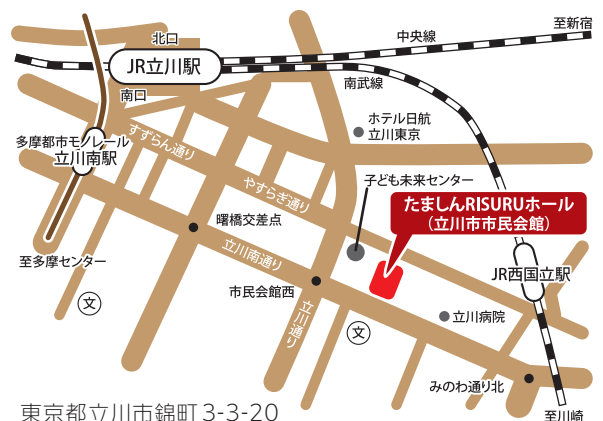 至新宿
中央線
北口
JR立川駅
南武線
南口
ホテル日航
立川東京
多摩都市モノレール
立川南駅
すずらん通り
子ども未来センター
やすらぎ通り
たましんRISURUホール
(立川市市民会館)
曙橋交差点
立川南通り
至多摩センター
JR西国立駅
市民会館西
文
立川通り
文
立川病院
みのわ通り北
東京都立川市錦町3-3-20
至川崎